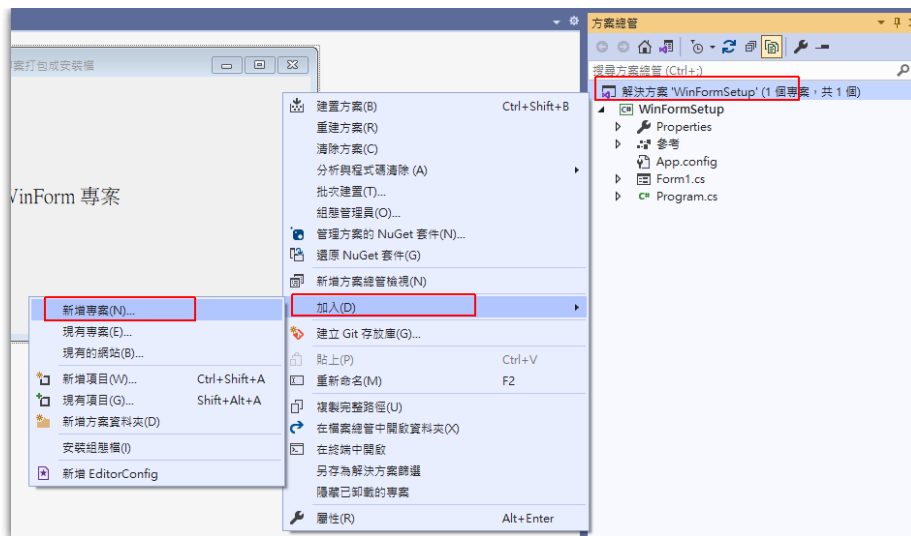 方案總管
搜尋方案總管 (Ctrl+;)
解決方案 'WinFormSetup' (1 個專案，共 1 個)
WinFormSetup
Properties
參考
App.config
Form1.cs
Program.cs
案打包成安裝檔
WinForm 專案
建置方案(B) Ctrl+Shift+B
重建方案(R)
清除方案(C)
分析與程式碼清除 (A)
批次建置(T)...
組態管理員(O)...
管理方案的 NuGet 套件(N)...
還原 NuGet 套件(G)
新增方案總管檢視(N)
加入(D)
建立 Git 存放庫(G)...
貼上(P) Ctrl+V
重新命名(M) F2
複製完整路徑(U)
在檔案總管中開啟資料夾(X)
在終端中開啟
另存為解決方案篩選
隱藏已卸載的專案
屬性(R) Alt+Enter
新增專案(N)...
現有專案(E)...
現有的網站(B)...
新增項目(W)... Ctrl+Shift+A
現有項目(G)... Shift+Alt+A
新增方案資料夾(D)
安裝組態檔(I)
新增 EditorConfig